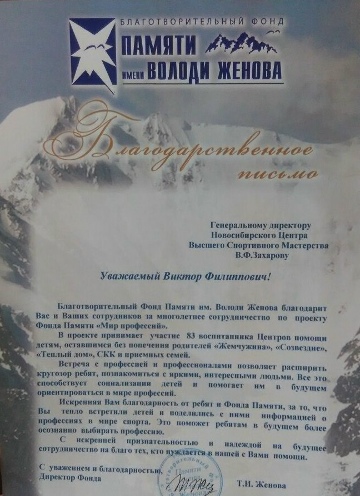 БЛАГОТВОРИТЕЛЬНЫЙ ФОНД
ПАМЯТИ
ИМЕНИ ВОЛОДИ ЖЕНОВА
Благодарственное
письмо
Генеральному директору
Новосибирского Центра
Высшего Спортивного Мастерства
В.Ф.Захарову
Уважаемый Виктор Филиппович!
Благотворительный Фонд Памяти им. Володи Женова благодарит
Вас и Ваших сотрудников за многолетнее сотрудничество по проекту
Фонда Памяти «Мир профессий».
В проекте принимает участие 83 воспитанника Центров помощи
детям, оставшимся без попечения родителей «Жемчужина», «Созвездие»,
«Теплый дом», СКК и приемных семей.
Встреча с профессией и профессионалами позволяет расширить
кругозор ребят, познакомиться с яркими, интересными людьми. Все это
способствует социализации детей и помогает им в будущем
ориентироваться в мире профессий.
Искренняя Вам благодарность от ребят и Фонда Памяти, за то, что
Вы тепло встретили детей и поделились с ними информацией о
профессиях в мире спорта. Это поможет ребятам в будущем более
осознанно выбирать профессию.
С искренней признательностью и надеждой на будущее
сотрудничество на благо тех, кто нуждается в нашей с Вами помощи.
С уважением и благодарностью,
Директор Фонда Т.Н. Женова